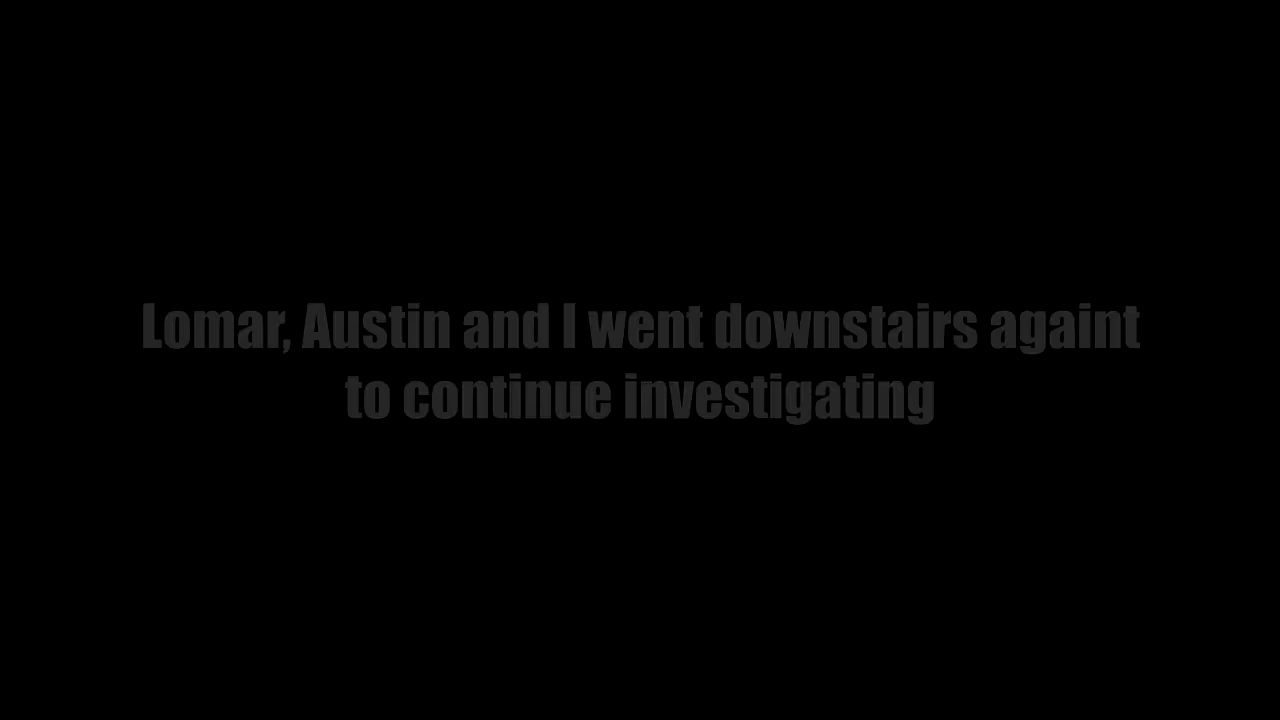 Lomar, Austin and I went downstairs againt
to continue investigating